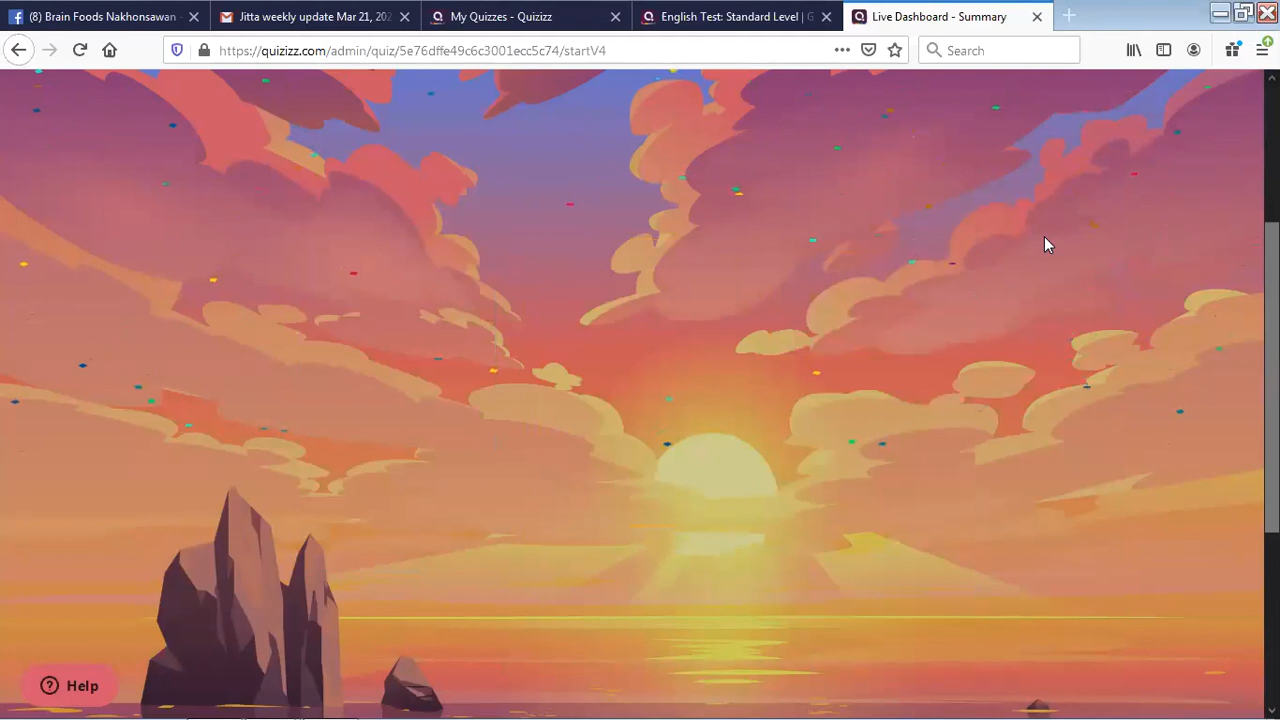 (8) Brain Foods Nakhonsawan -
Jitta weekly update Mar 21, 202
My Quizzes - Quizizz
English Test: Standard Level | G
Live Dashboard - Summary
https://quizizz.com/admin/quiz/5e76dffe49c6c3001ecc5c74/startV4
Search
Help